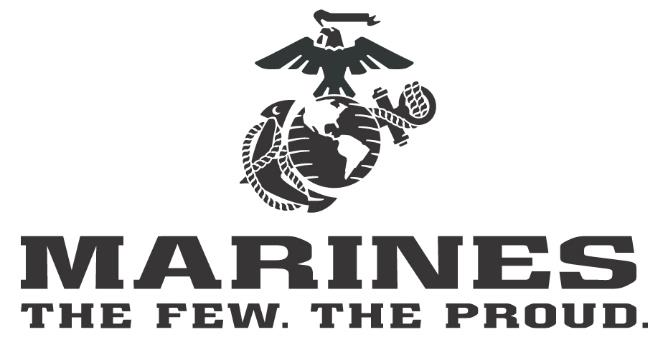 MARINES
THE FEW. THE PROUD.